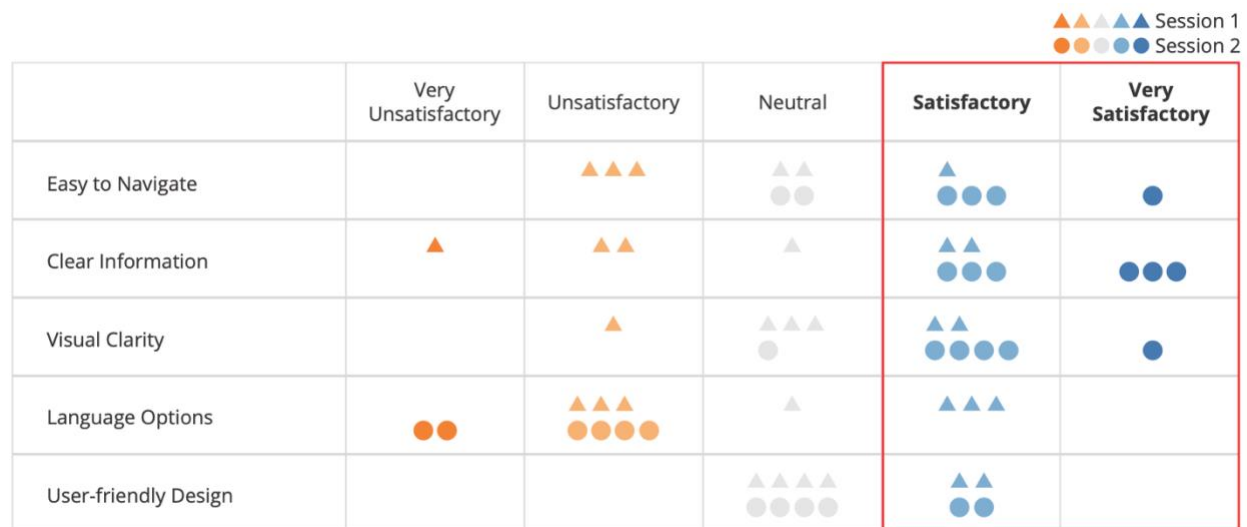 Session 1
Session 2
Very
Unsatisfactory
Unsatisfactory
Neutral
Satisfactory
Very
Satisfactory
Easy to Navigate
Clear Information
Visual Clarity
Language Options
User-friendly Design